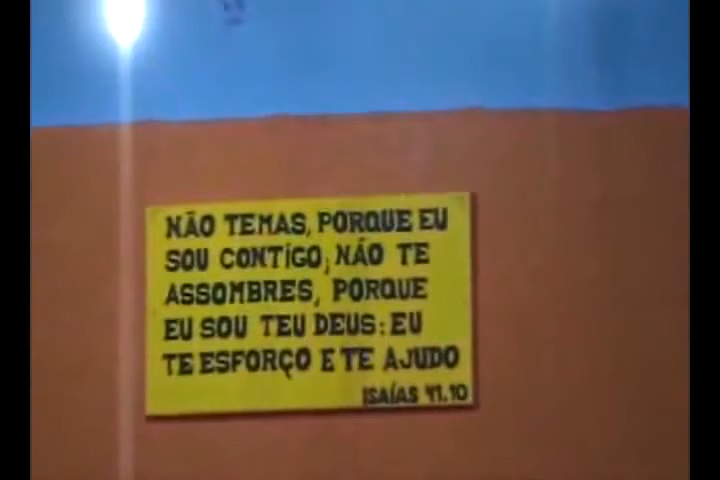 NÃO TEMAS, PORQUE EU
SOU CONTIGO; NÃO TE
ASSOMBRES, PORQUE
EU SOU TEU DEUS: EU
TE ESFORÇO E TE AJUDO
ISAÍAS 41.10